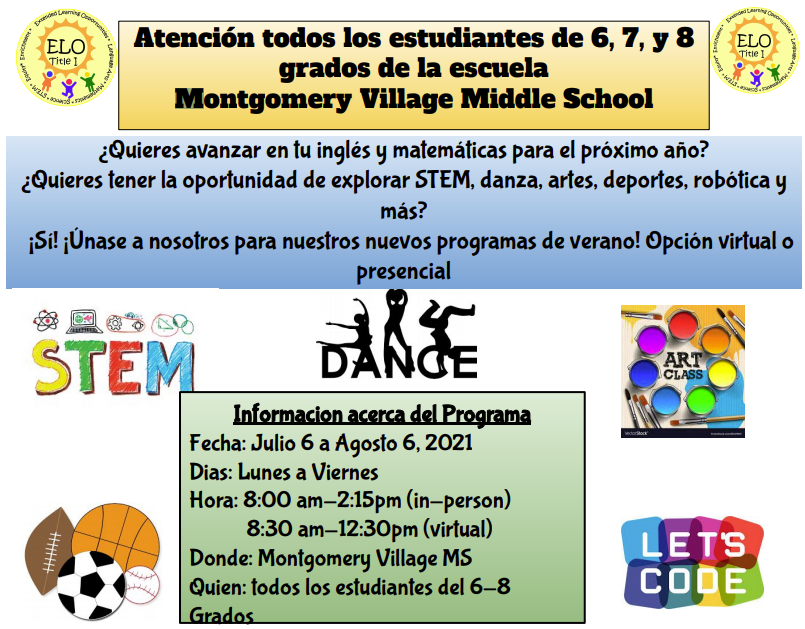 Extended Learning Opportunities
ELO
Title I
Atención todos los estudiantes de 6, 7, y 8
grados de la escuela
Montgomery Village Middle School
ELO
Title I
¿Quieres avanzar en tu inglés y matemáticas para el próximo año?
¿Quieres tener la oportunidad de explorar STEM, danza, artes, deportes, robótica y
más?
¡Sí! ¡Únase a nosotros para nuestros nuevos programas de verano! Opción virtual o
presencial
STEM
DANCE
ART
CLASS
VectorStock
Informacion acerca del Programa
Fecha: Julio 6 a Agosto 6, 2021
Dias: Lunes a Viernes
Hora: 8:00 am-2:15pm (in-person)
8:30 am-12:30pm (virtual)
Donde: Montgomery Village MS
Quien: todos los estudiantes del 6-8
Grados
LET'S
CODE